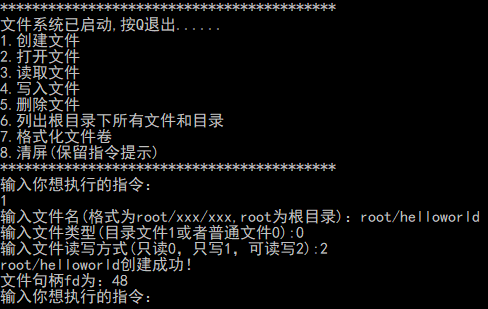 ******************************************
文件系统已启动,按Q退出......
1.创建文件
2.打开文件
3.读取文件
4.写入文件
5.删除文件
6.列出根目录下所有文件和目录
7.格式化文件卷
8.清屏(保留指令提示)
******************************************
输入你想执行的指令:
1
输入文件名(格式为root/xxx/xxx,root为根目录): root/helloworld
输入文件类型(目录文件1或者普通文件0):0
输入文件读写方式(只读0, 只写1, 可读写2):2
root/helloworld创建成功!
文件句柄fd为: 48
输入你想执行的指令: